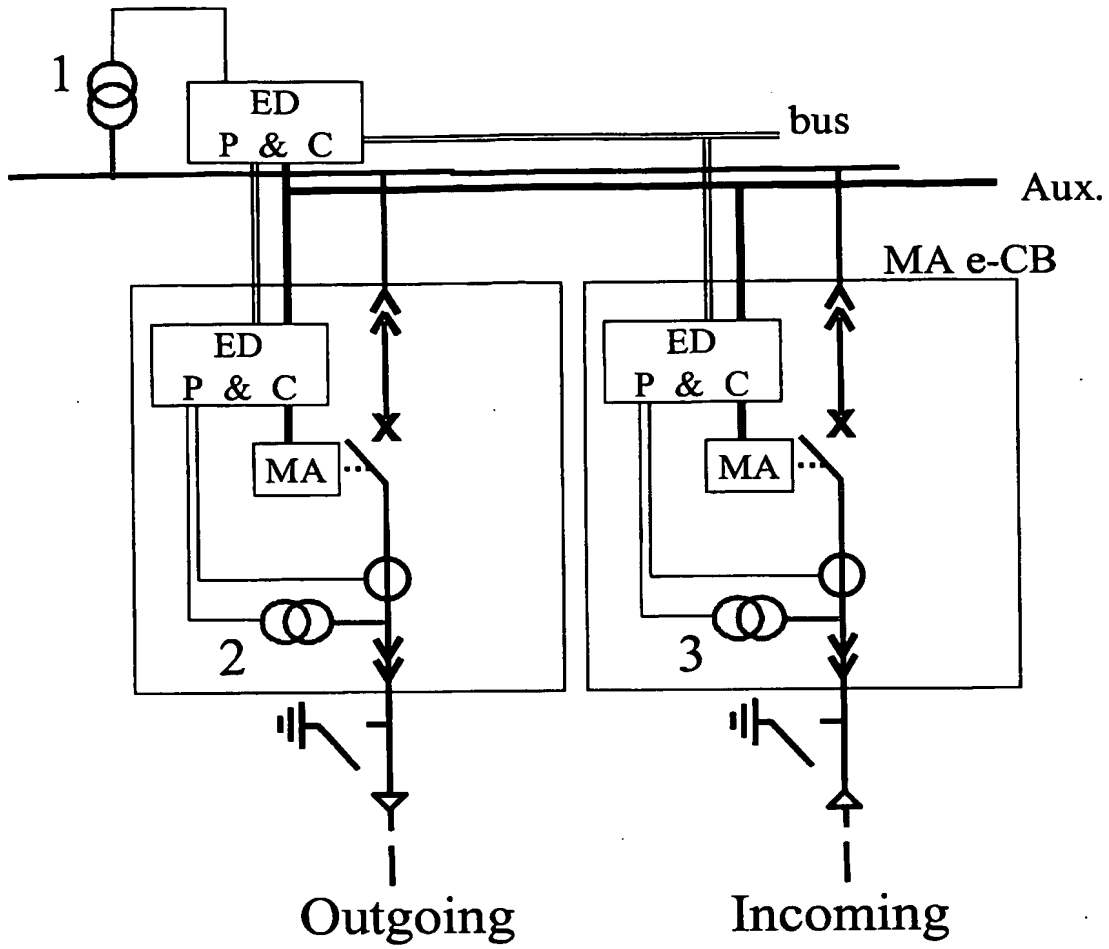 1
ED
P & C
bus
Aux.
MA e-CB
ED
P & C
MA
2
ED
P & C
MA
3
Outgoing
Incoming